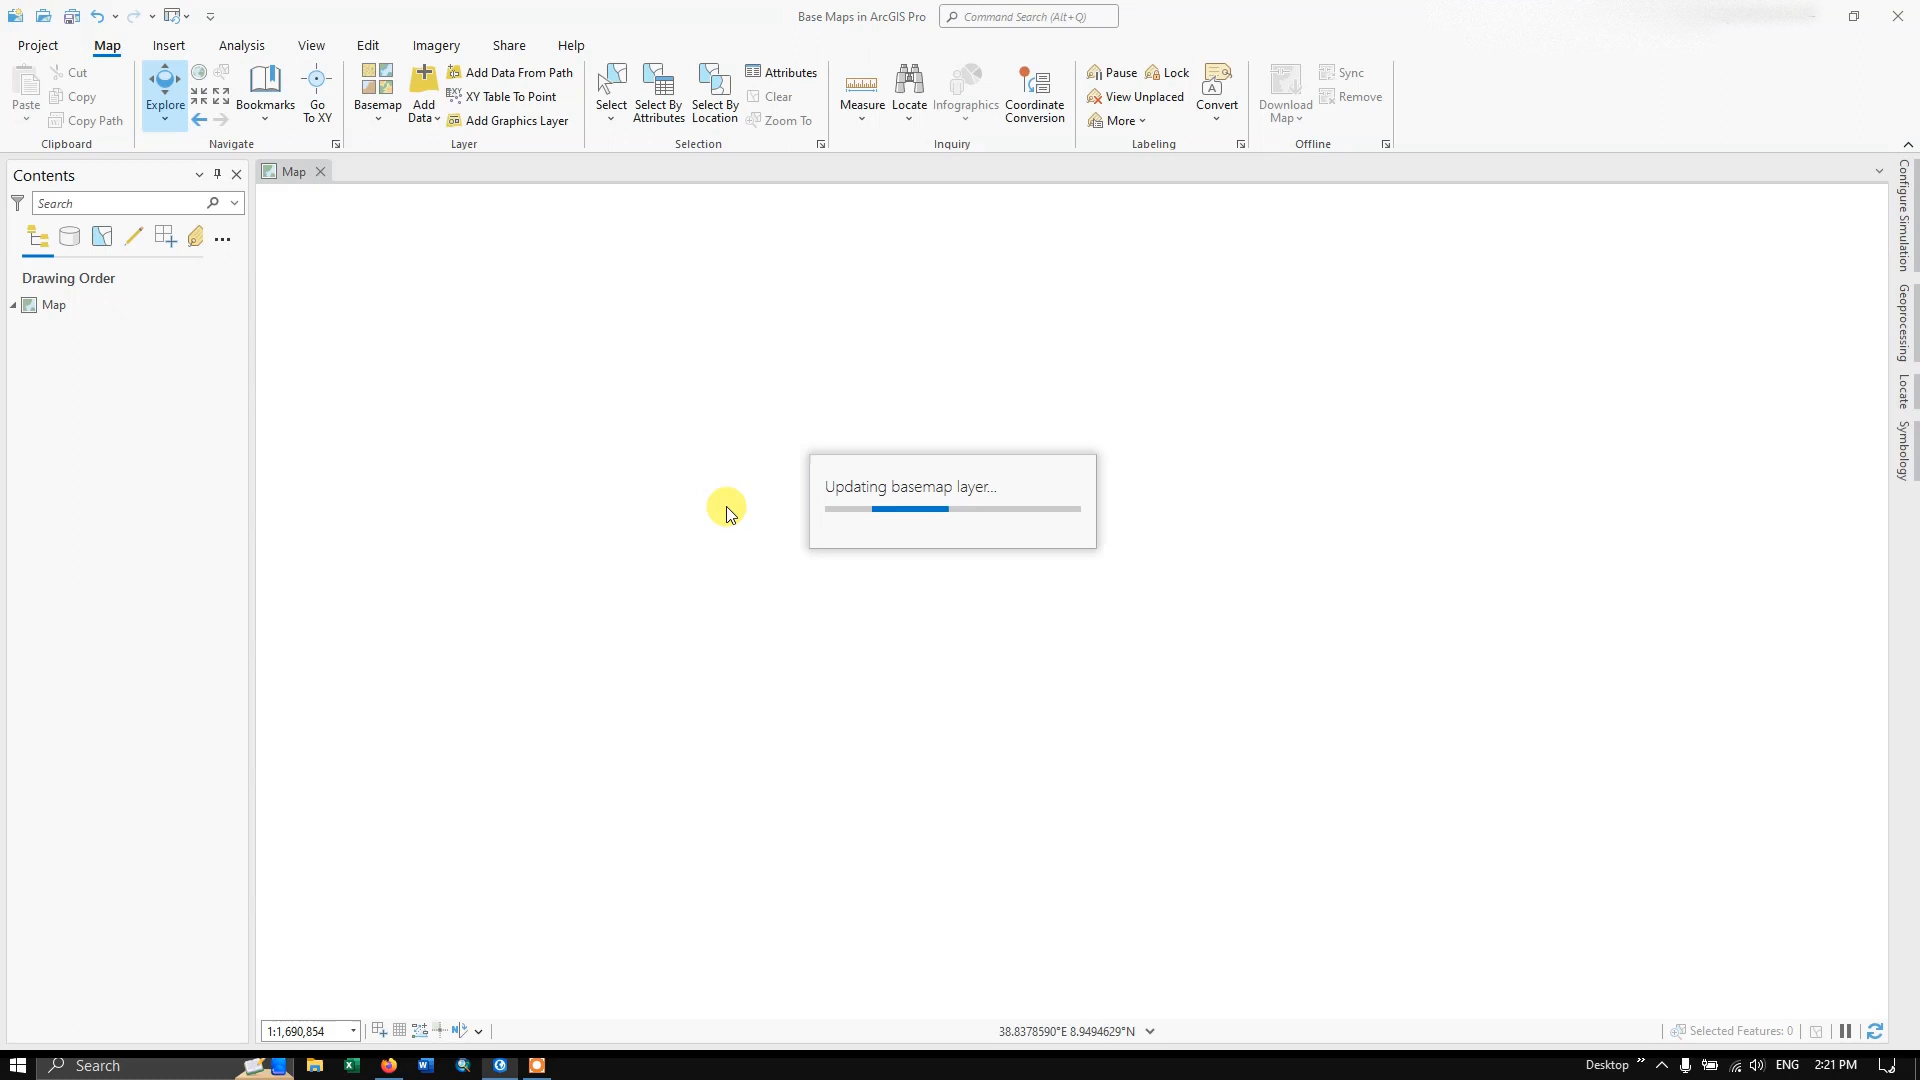 Base Maps in ArcGIS Pro
Command Search (Alt+Q)
Project
Map
Insert
Analysis
View
Edit
Imagery
Share
Help
Paste
Cut
Copy
Copy Path
Clipboard
Explore
Bookmarks
Go To XY
Navigate
Basemap
Add Data
Add Data From Path
XY Table To Point
Add Graphics Layer
Layer
Select
Select By Attributes
Select By Location
Attributes
Clear
Zoom To
Selection
Measure
Locate
Infographics
Coordinate Conversion
Inquiry
Pause
Lock
View Unplaced
More
Convert
Labeling
Download Map
Sync
Remove
Offline
Contents
Search
Drawing Order
Map
Map
Updating basemap layer...
Configure Simulation
Geoprocessing
Locate
Symbology
1:1,690,854
38.8378590°E 8.9494629°N
Selected Features: 0
Search
Desktop
ENG
2:21 PM